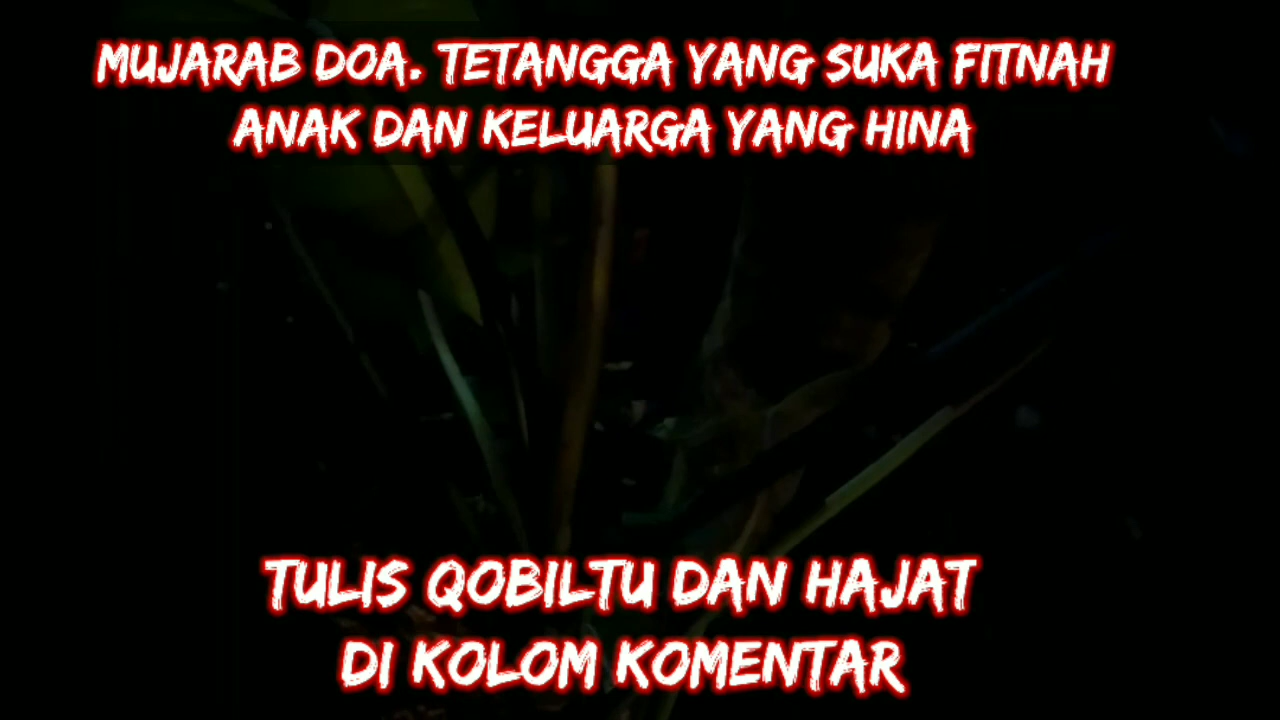 MUJARAB DOA. TETANGGA YANG SUKA FITNAH
ANAK DAN KELUARGA YANG HINA
TULIS QOBILTU DAN HAJAT
DI KOLOM KOMENTAR